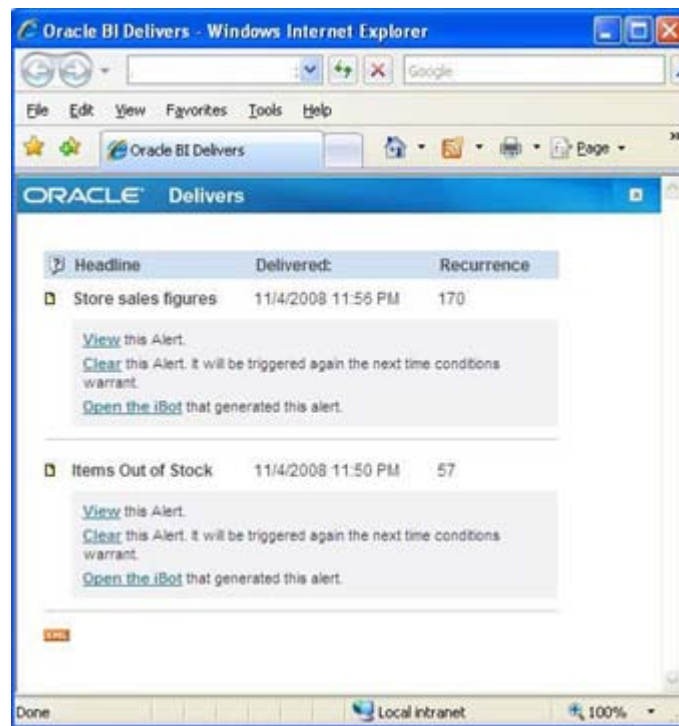 Oracle BI Delivers - Windows Internet Explorer
Google
File Edit View Favorites Tools Help
Oracle BI Delivers
Page
ORACLE Delivers
Headline Delivered: Recurrence
Store sales figures 11/4/2008 11:56 PM 170
View this Alert.
Clear this Alert. It will be triggered again the next time conditions
warrant.
Open the iBot that generated this alert.
Items Out of Stock 11/4/2008 11:50 PM 57
View this Alert.
Clear this Alert. It will be triggered again the next time conditions
warrant.
Open the iBot that generated this alert.
XML
Done Local intranet 100%